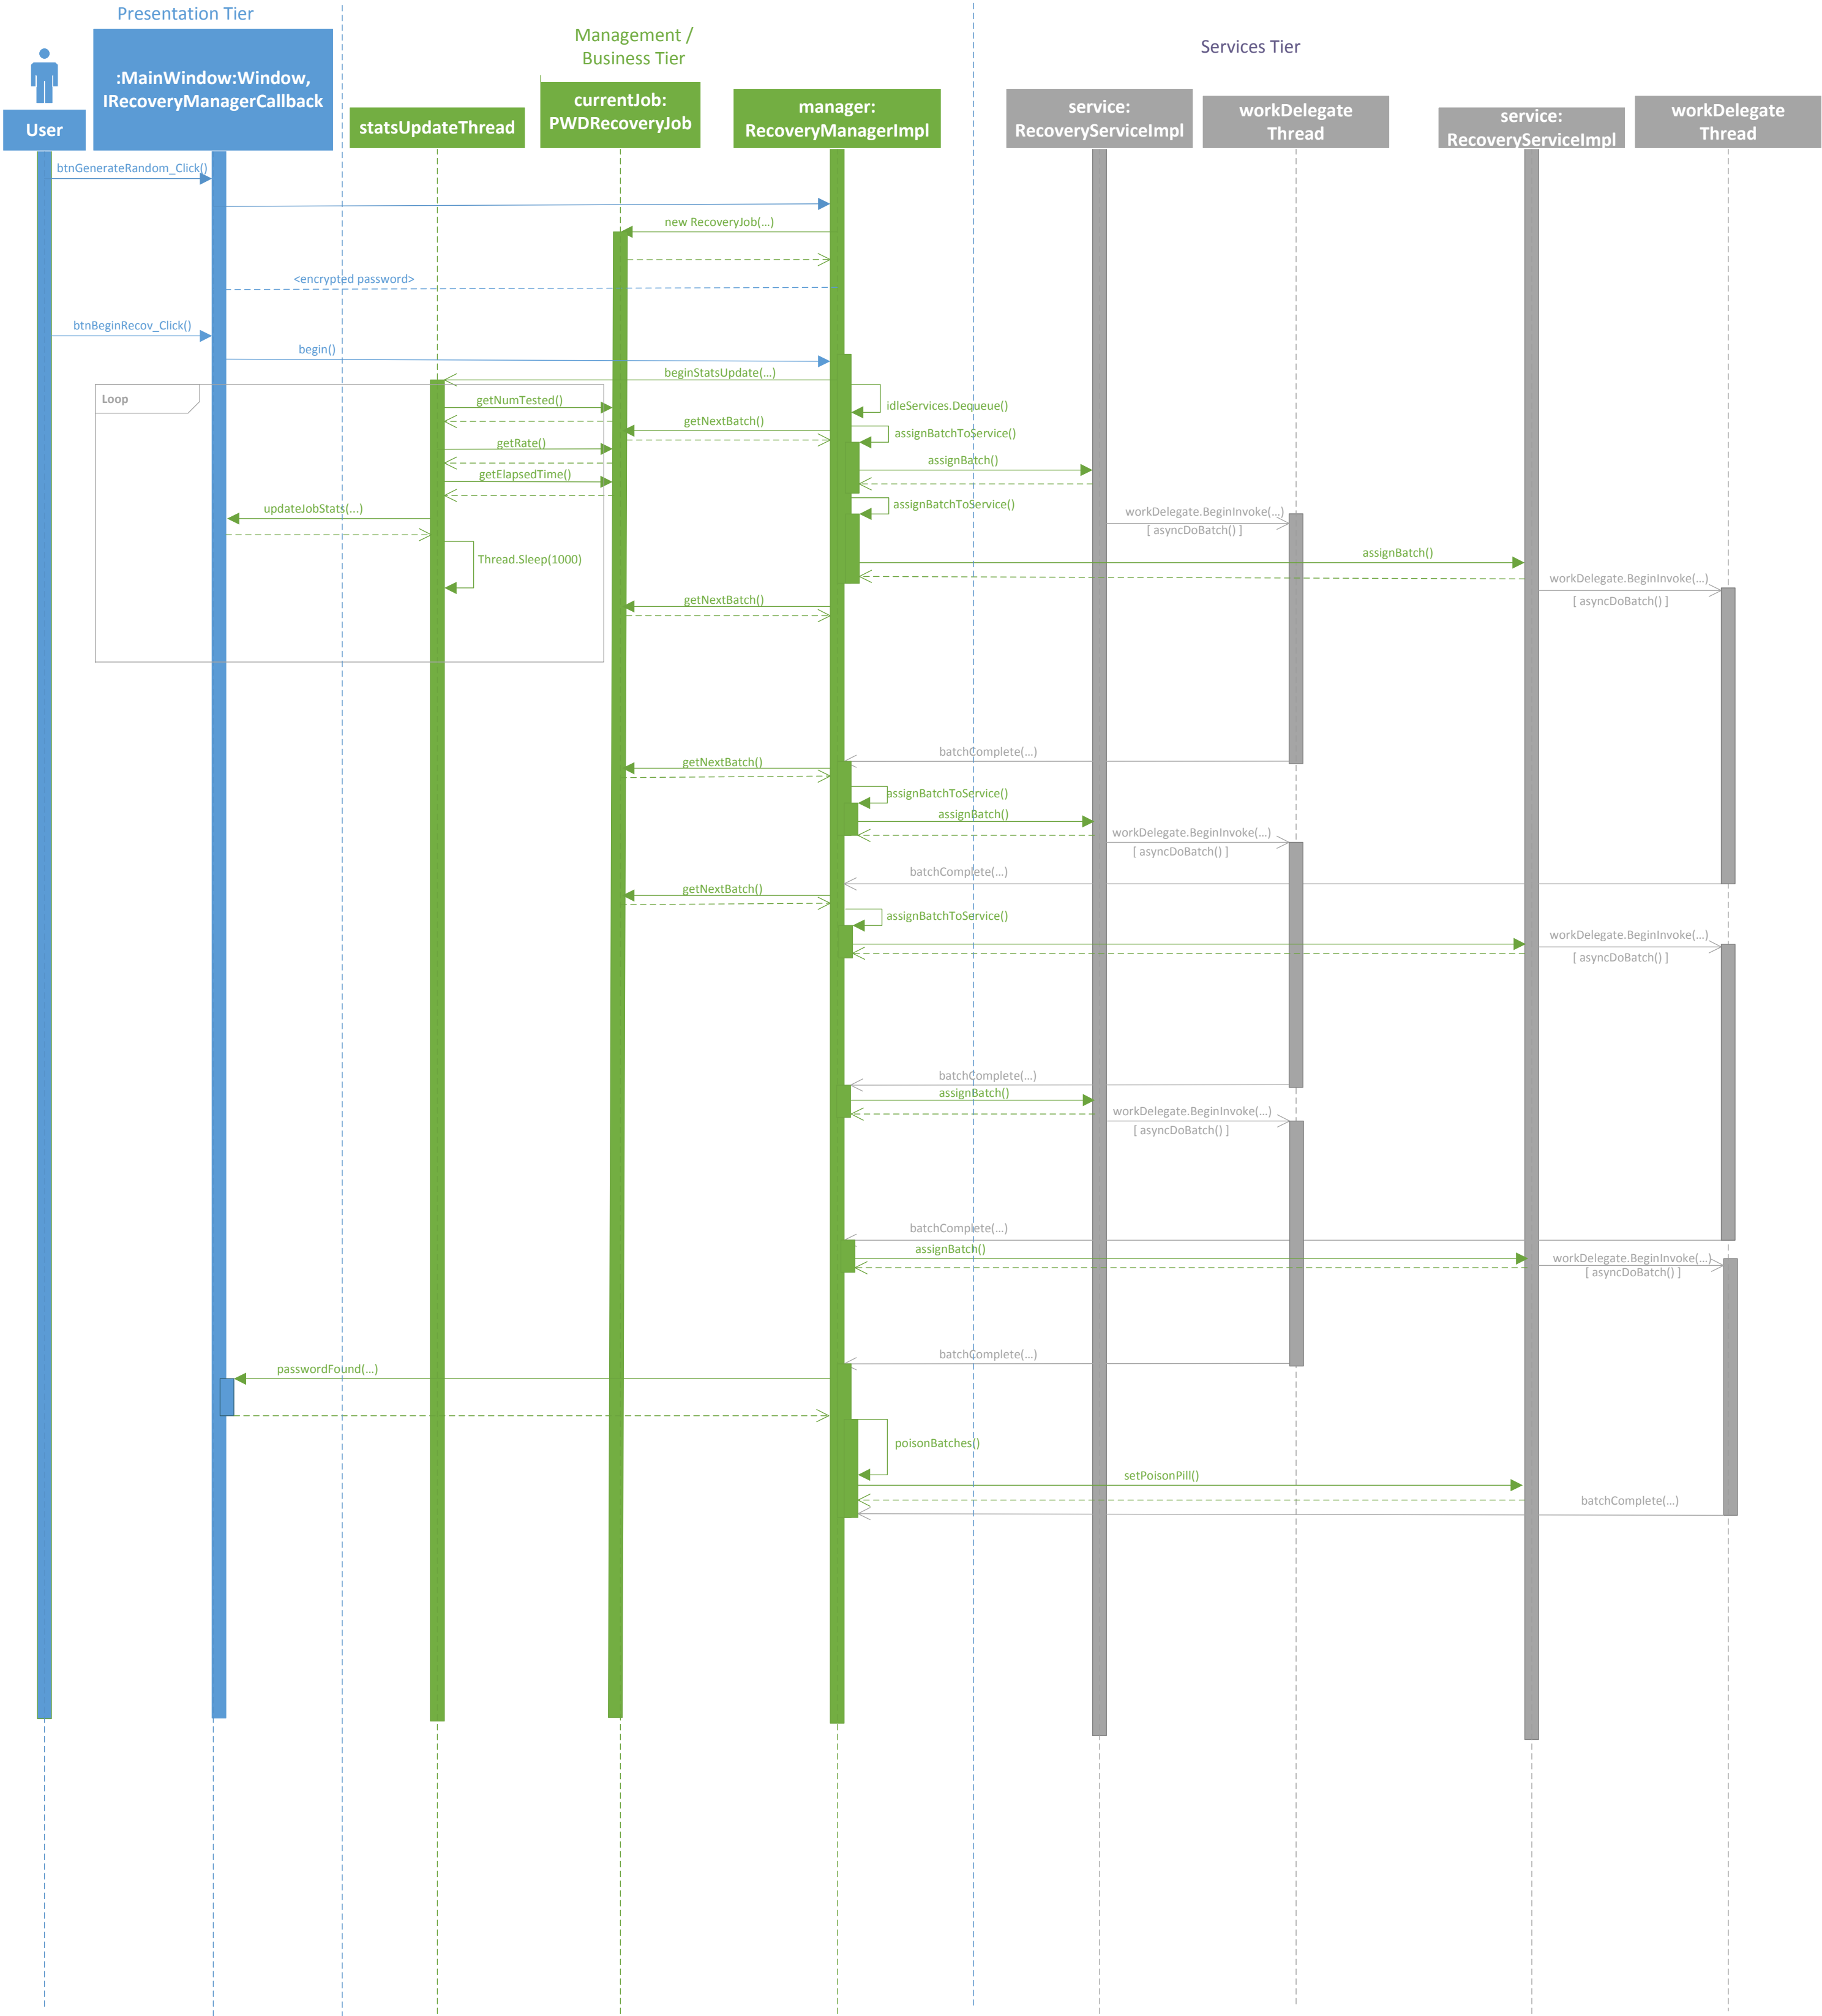 Presentation Tier
Management /
Business Tier
Services Tier
User
:MainWindow:Window,
IRecoveryManagerCallback
statsUpdateThread
currentJob:
PWDRecoveryJob
manager:
RecoveryManagerImpl
service:
RecoveryServiceImpl
workDelegate
Thread
service:
RecoveryServiceImpl
workDelegate
Thread
btnGenerateRandom_Click()
new RecoveryJob(...)
<encrypted password>
btnBeginRecov_Click()
begin()
beginStatsUpdate(...)
Loop
getNumTested()
idleServices.Dequeue()
getNextBatch()
assignBatchToService()
getRate()
assignBatch()
getElapsedTime()
assignBatchToService()
updateJobStats(...)
workDelegate.BeginInvoke(...)
[ asyncDoBatch() ]
assignBatch()
Thread.Sleep(1000)
workDelegate.BeginInvoke(...)
[ asyncDoBatch() ]
getNextBatch()
batchComplete(...)
getNextBatch()
assignBatchToService()
assignBatch()
workDelegate.BeginInvoke(...)
[ asyncDoBatch() ]
batchComplete(...)
getNextBatch()
assignBatchToService()
workDelegate.BeginInvoke(...)
[ asyncDoBatch() ]
batchComplete(...)
assignBatch()
workDelegate.BeginInvoke(...)
[ asyncDoBatch() ]
batchComplete(...)
assignBatch()
workDelegate.BeginInvoke(...)
[ asyncDoBatch() ]
batchComplete(...)
passwordFound(...)
poisonBatches()
setPoisonPill()
batchComplete(...)